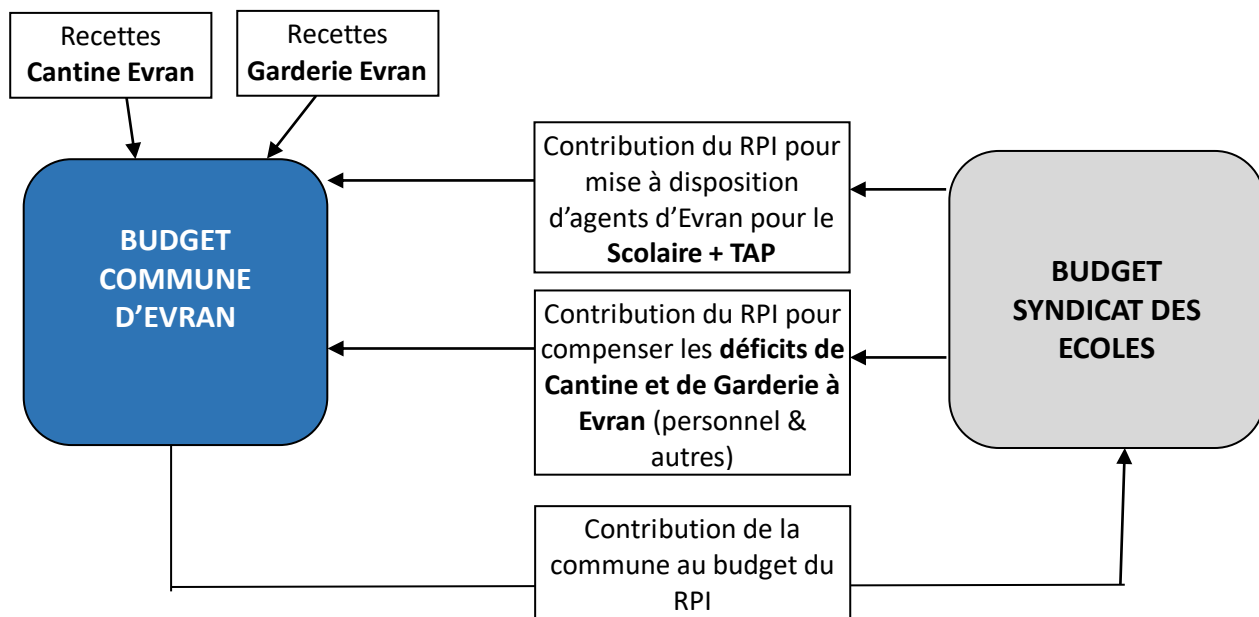 Recettes
Cantine Evran
Recettes
Garderie Evran
Contribution du RPI pour
mise à disposition
d'agents d'Evran pour le
Scolaire + TAP
BUDGET
COMMUNE
D'EVRAN
BUDGET
SYNDICAT DES
ECOLES
Contribution du RPI pour
compenser les déficits de
Cantine et de Garderie à
Evran (personnel &
autres)
Contribution de la
commune au budget du
RPI